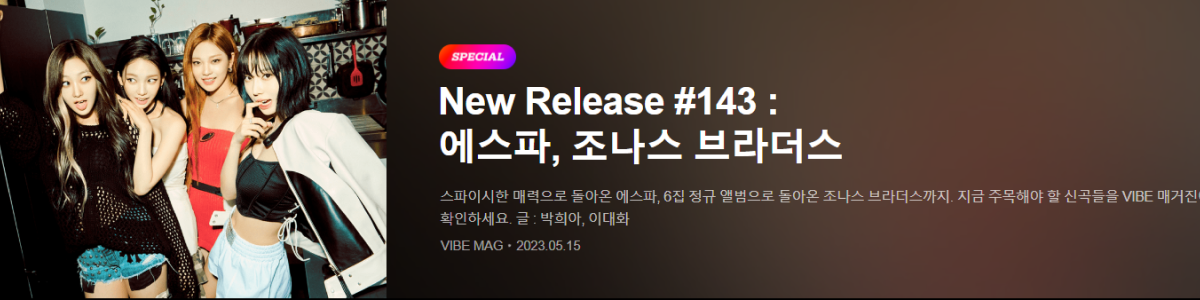 SPECIAL
New Release #143 :
에스파, 조나스 브라더스
스파이시한 매력으로 돌아온 에스파, 6집 정규 앨범으로 돌아온 조나스 브라더스까지. 지금 주목해야 할 신곡들을 VIBE 매거진
확인하세요. 글 : 박희아, 이대화
VIBE MAG • 2023.05.15